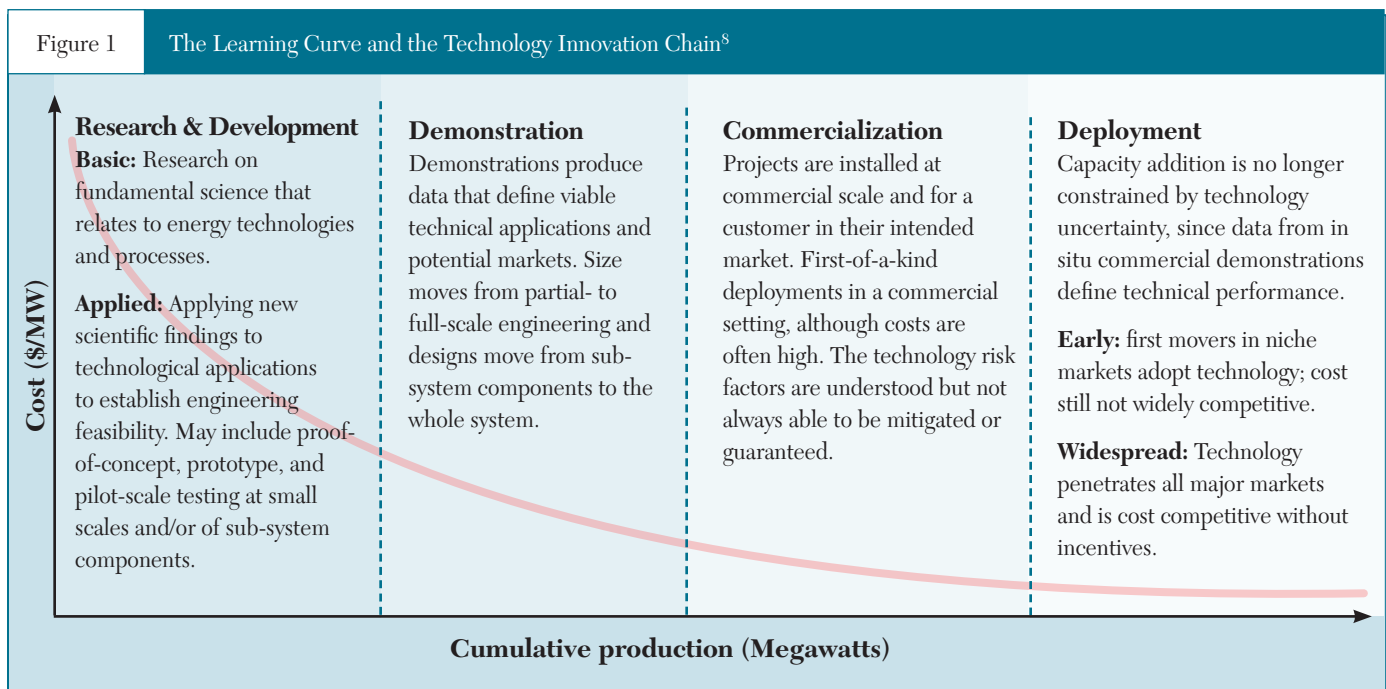 Figure 1
The Learning Curve and the Technology Innovation Chain⁸
Cost ($/MW)
Research & Development
Basic: Research on
fundamental science that
relates to energy technologies
and processes.
Applied: Applying new
scientific findings to
technological applications
to establish engineering
feasibility. May include proof-
of-concept, prototype, and
pilot-scale testing at small
scales and/or of sub-system
components.
Demonstration
Demonstrations produce
data that define viable
technical applications and
potential markets. Size
moves from partial- to
full-scale engineering and
designs move from sub-
system components to the
whole system.
Commercialization
Projects are installed at
commercial scale and for a
customer in their intended
market. First-of-a-kind
deployments in a commercial
setting, although costs are
often high. The technology risk
factors are understood but not
always able to be mitigated or
guaranteed.
Deployment
Capacity addition is no longer
constrained by technology
uncertainty, since data from in
situ commercial demonstrations
define technical performance.
Early: first movers in niche
markets adopt technology; cost
still not widely competitive.
Widespread: Technology
penetrates all major markets
and is cost competitive without
incentives.
Cumulative production (Megawatts)